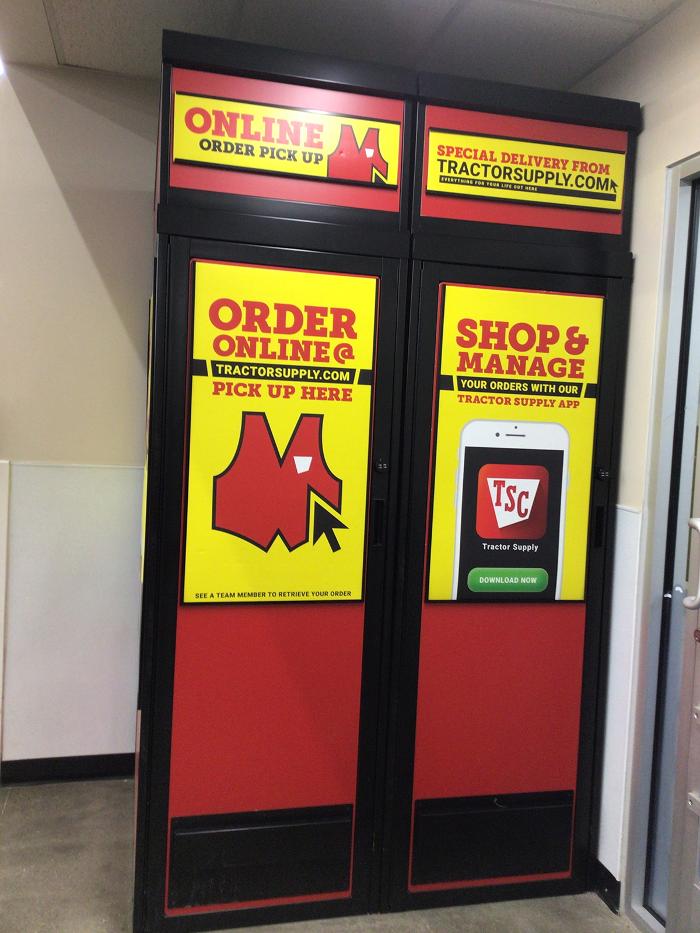 ONLINE
ORDER PICK UP
SPECIAL DELIVERY FROM
TRACTORSUPPLY.COM
EVERYTHING FOR YOUR LIFE OUT HERE
ORDER
ONLINE@
TRACTORSUPPLY.COM
PICK UP HERE
SEE A TEAM MEMBER TO RETRIEVE YOUR ORDER
SHOP &
MANAGE
YOUR ORDERS WITH OUR
TRACTOR SUPPLY APP
TSC
Tractor Supply
DOWNLOAD NOW